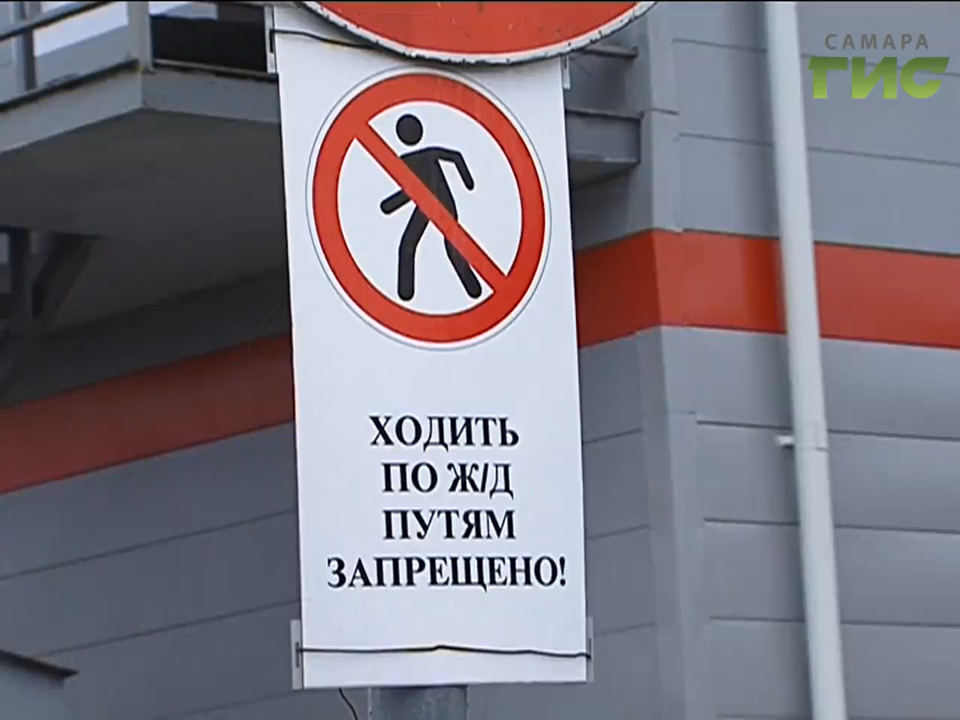 САМАРА
ГИС
ХОДИТЬ
ПО Ж/Д
ПУТЯМ
ЗАПРЕЩЕНО!